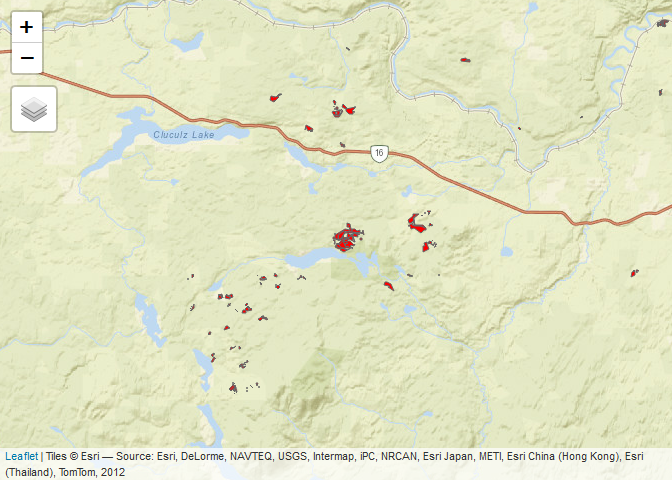 +
−
Cluculz Lake
16
Leaflet | Tiles © Esri — Source: Esri, DeLorme, NAVTEQ, USGS, Intermap, iPC, NRCAN, Esri Japan, METI, Esri China (Hong Kong), Esri
(Thailand), TomTom, 2012